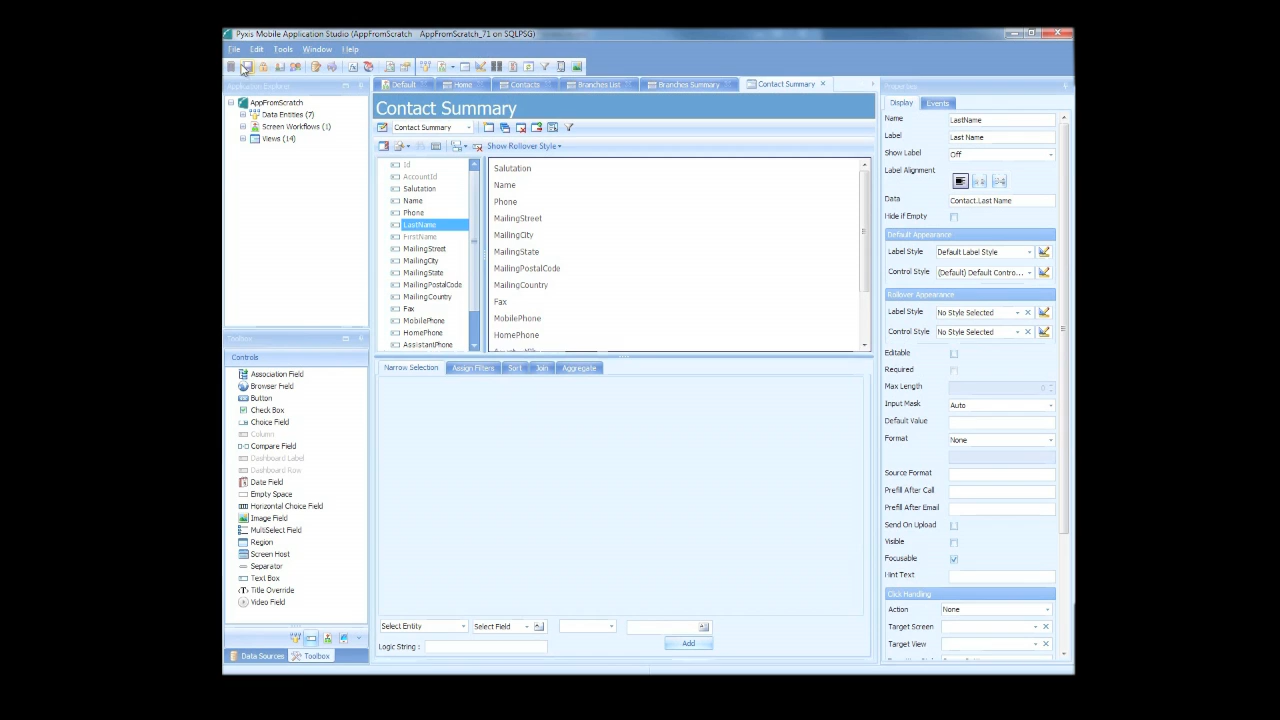 Pyxis Mobile Application Studio (AppFromScratch    AppFromScratch_71 on SQLPSG)
File Edit Tools Window Help
Application Explorer
Default Home Contacts Branches List Branches Summary Contact Summary
Properties
AppFromScratch
Data Entities (7)
Screen Workflows (1)
Views (14)
Contact Summary
Contact Summary
Show Rollover Style
Id
AccountId
Salutation
Name
Phone
LastName
FirstName
MailingStreet
MailingCity
MailingState
MailingPostalCode
MailingCountry
Fax
MobilePhone
HomePhone
AssistantPhone
Salutation
Name
Phone
MailingStreet
MailingCity
MailingState
MailingPostalCode
MailingCountry
Fax
MobilePhone
HomePhone
Toolbox
Controls
Association Field
Browser Field
Button
Check Box
Choice Field
Column
Compare Field
Dashboard Label
Dashboard Row
Date Field
Empty Space
Horizontal Choice Field
Image Field
MultiSelect Field
Region
Screen Host
Separator
Text Box
Title Override
Video Field
Data Sources Toolbox
Narrow Selection Assign Filters Sort Join Aggregate
Select Entity Select Field
Logic String : Add
Display Events
Name LastName
Label Last Name
Show Label Off
Label Alignment
Data Contact.Last Name
Hide if Empty
Default Appearance
Label Style Default Label Style
Control Style (Default) Default Contro...
Rollover Appearance
Label Style No Style Selected
Control Style No Style Selected
Editable
Required
Max Length 0
Input Mask Auto
Default Value
Format None
Source Format
Prefill After Call
Prefill After Email
Send On Upload
Visible
Focusable
Hint Text
Click Handling
Action None
Target Screen
Target View